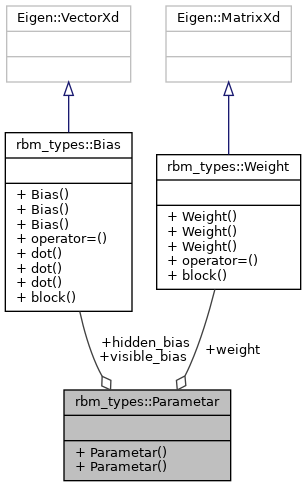 Eigen::VectorXd
Eigen::MatrixXd
rbm_types::Bias
+ Bias()
+ Bias()
+ Bias()
+ operator=()
+ dot()
+ dot()
+ dot()
+ block()
rbm_types::Weight
+ Weight()
+ Weight()
+ Weight()
+ operator=()
+ block()
+hidden_bias
+visible_bias
+weight
rbm_types::Parametar
+ Parametar()
+ Parametar()